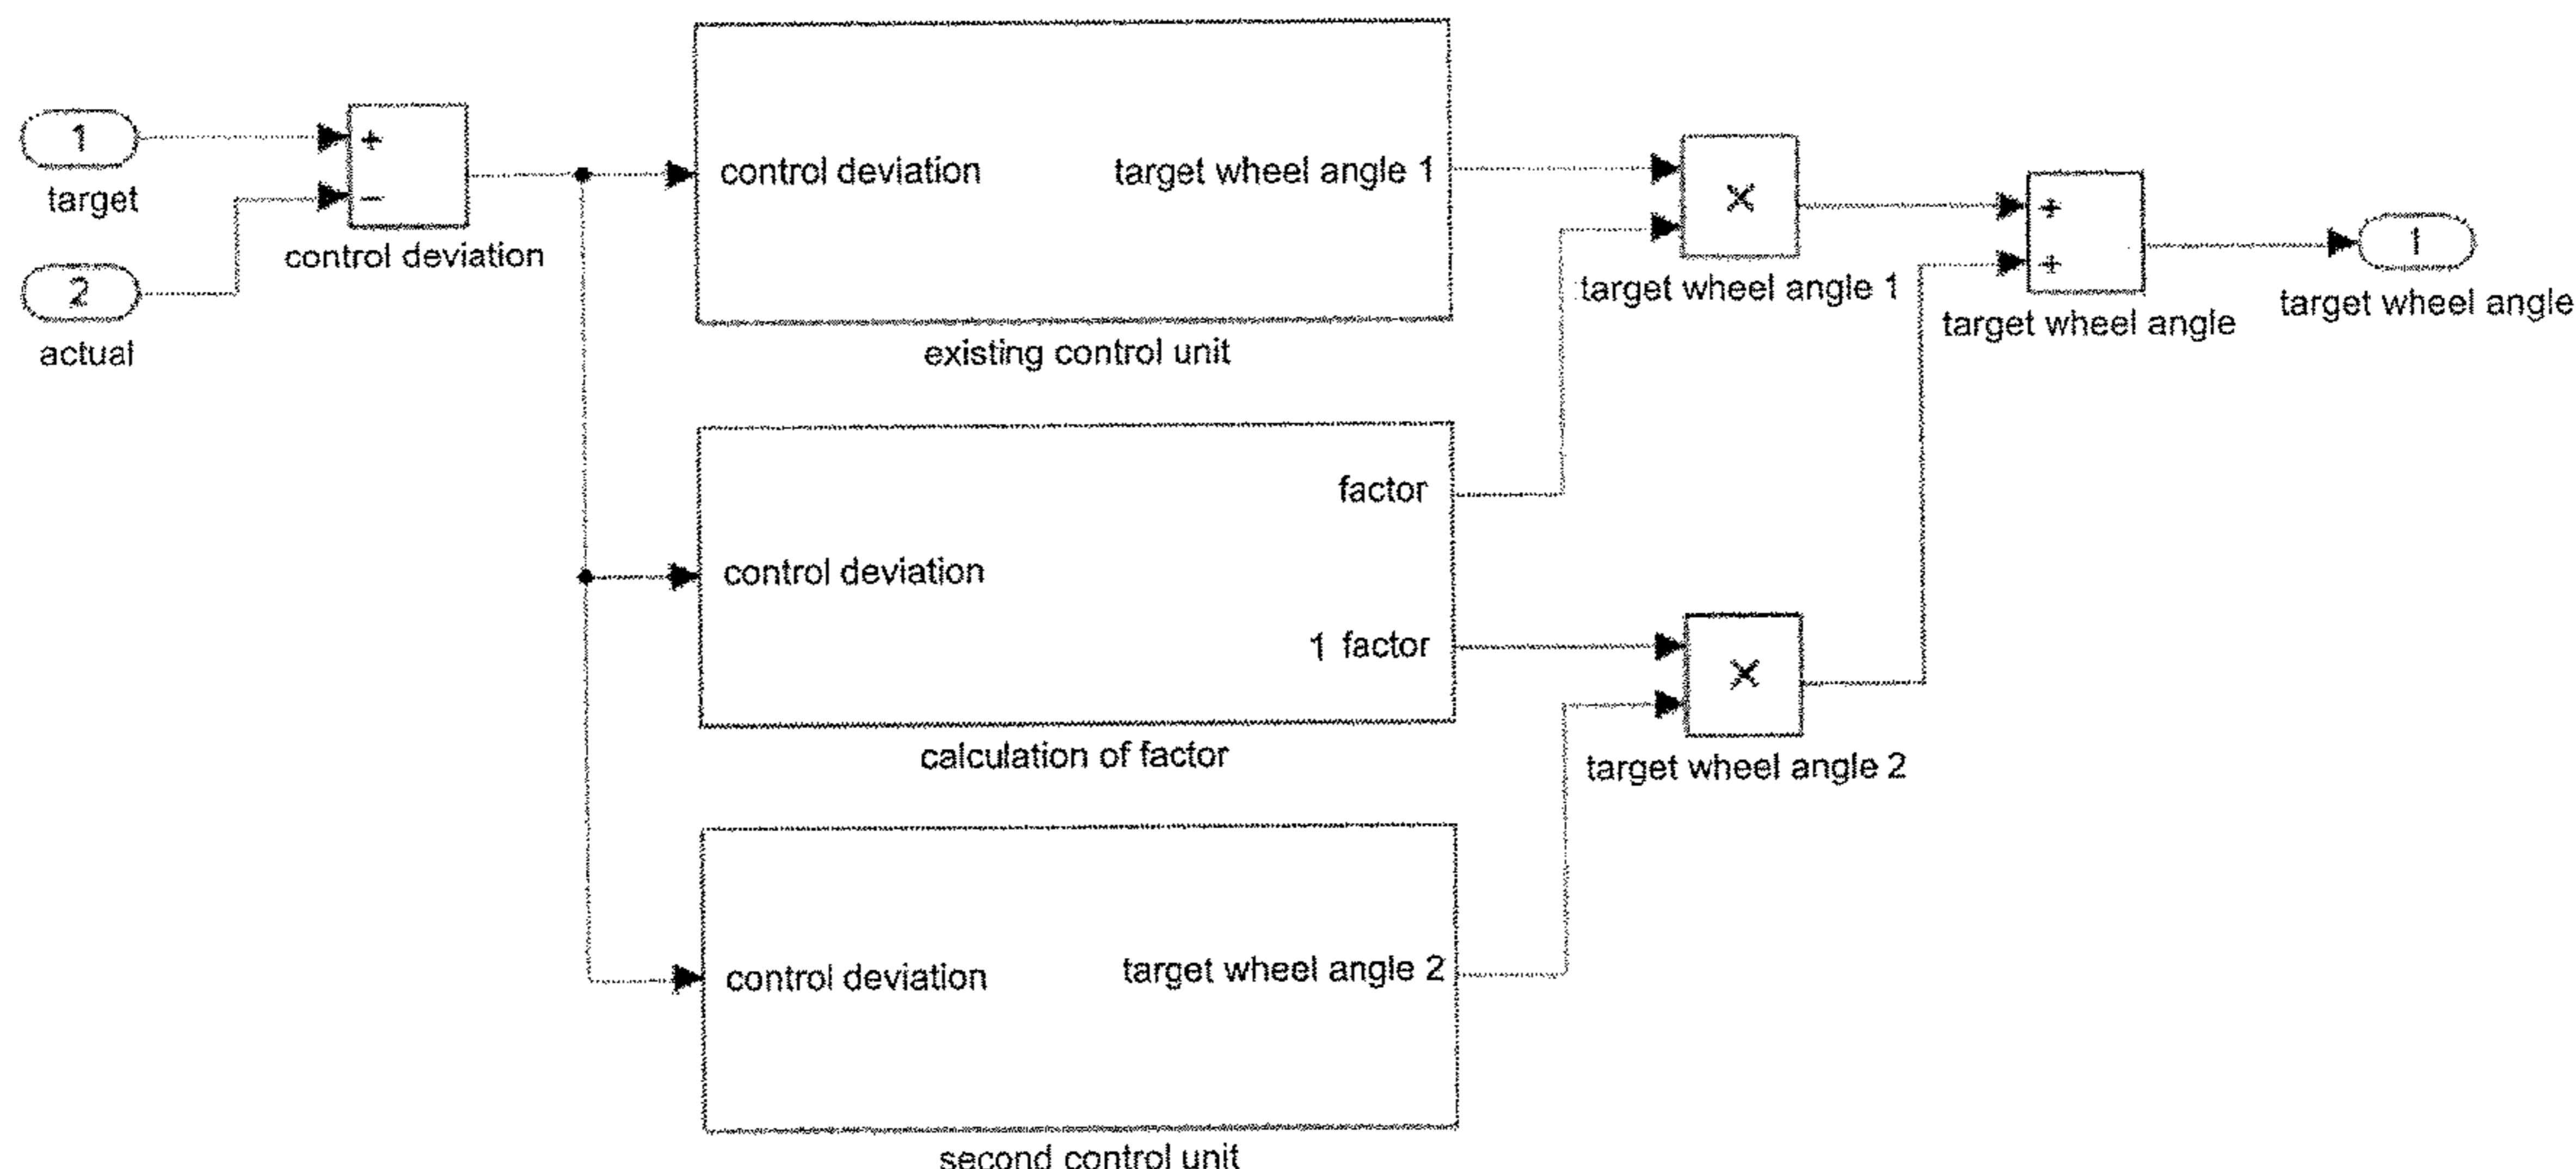 1
+
target
−
control deviation
2
actual
control deviation
target wheel angle 1
existing control unit
×
target wheel angle 1
+
+
target wheel angle
1
target wheel angle
control deviation
factor
1 factor
calculation of factor
×
target wheel angle 2
control deviation
target wheel angle 2
second control unit